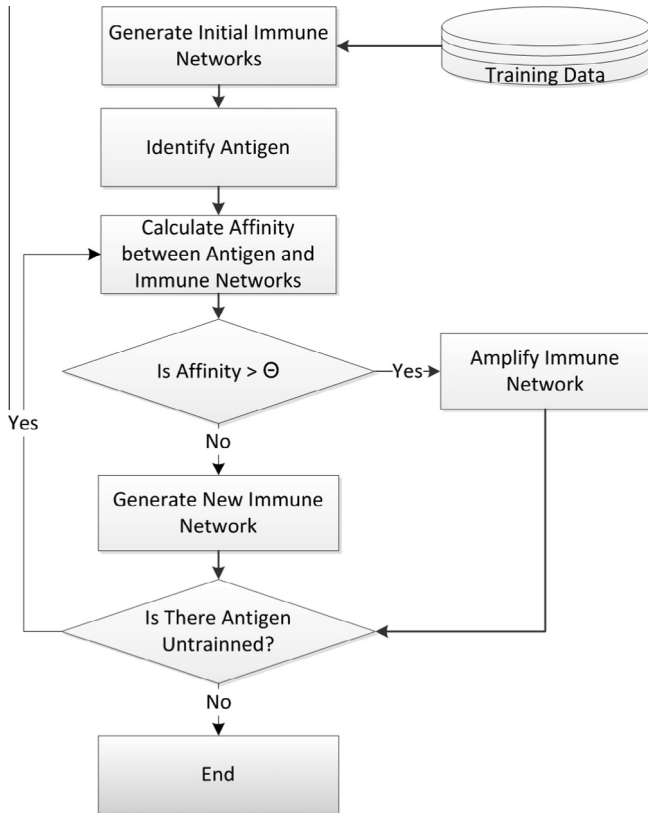 Generate Initial Immune
Networks
Training Data
Identify Antigen
Calculate Affinity
between Antigen and
Immune Networks
Is Affinity > Θ
Yes
Amplify Immune
Network
Yes
No
Generate New Immune
Network
Is There Antigen
Untrainned?
No
End